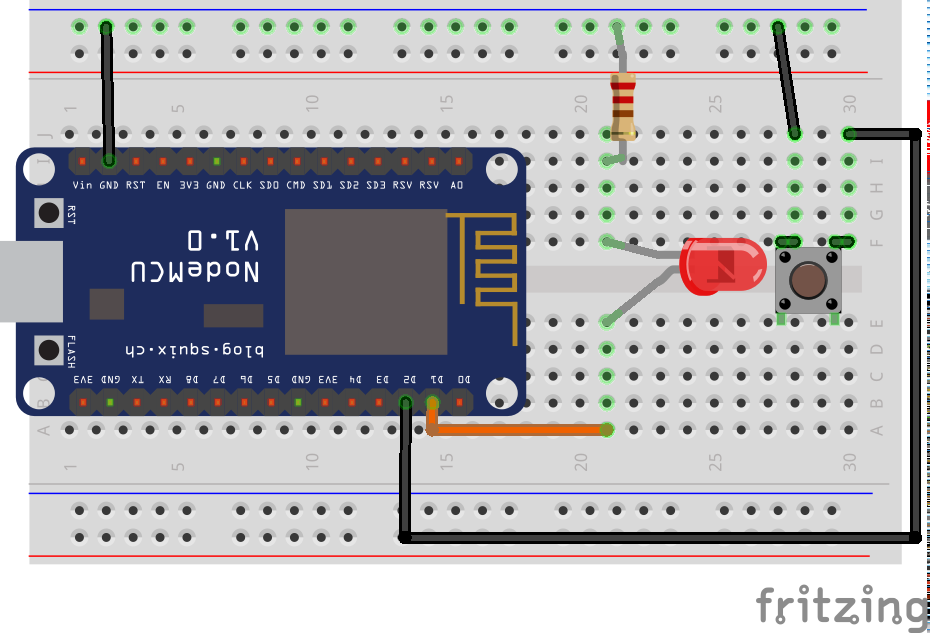 1 5 10 15 20 25 30
J
I
H
G
F
Vin GND RST EN 3V3 GND CLK SD0 CMD SD1 SD2 SD3 RSV RSV A0
RST
V1.0
NodeMCU
blog.squix.ch
FLASH
3V3 GND TX RX D8 D7 D6 D5 GND 3V3 D4 D3 D2 D1 D0
E
D
C
B
A
1 5 10 15 20 25 30
fritzing